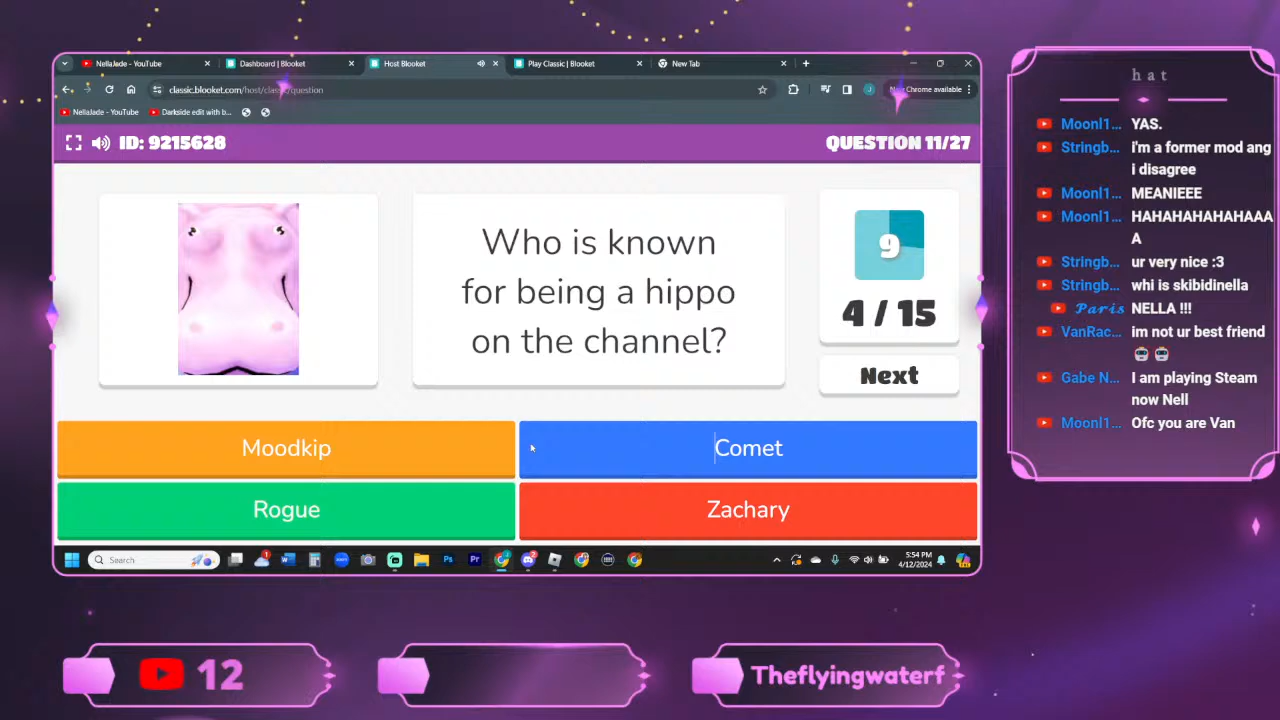 NellaJade - YouTube
Dashboard | Blooket
Host Blooket
Play Classic | Blooket
New Tab
classic.blooket.com/host/classic/question
Chrome available
NellaJade - YouTube
Darkside edit with b...
ID: 9215628
QUESTION 11/27
Who is known
for being a hippo
on the channel?
9
4 / 15
Next
Moodkip
Comet
Rogue
Zachary
Search
5:54 PM
4/12/2024
hat
Moonl1... YAS.
Stringb... i'm a former mod ang
i disagree
Moonl1... MEANIEEE
Moonl1... HAHAHAHAHAHAAA
A
Stringb... ur very nice :3
Stringb... whi is skibidinella
𝓟𝓪𝓻𝓲𝓼 NELLA !!!
VanRac... im not ur best friend
Gabe N... I am playing Steam
now Nell
Moonl1... Ofc you are Van
12
Theflyingwaterf